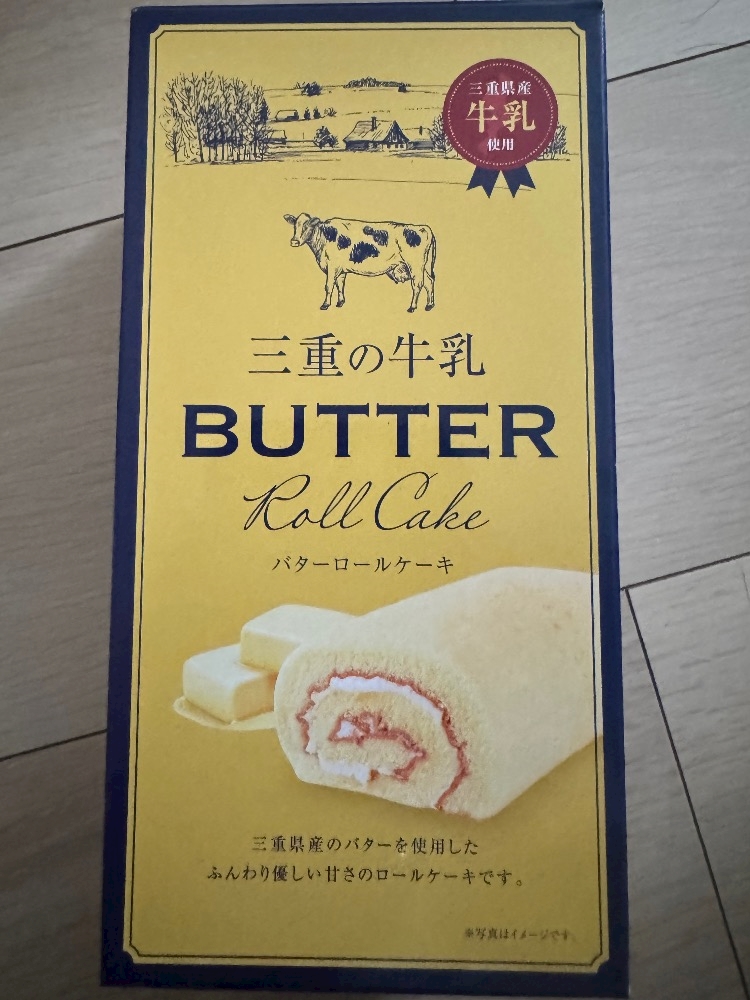 三重県産
牛乳
使用
三重の牛乳
BUTTER
Roll Cake
バターロールケーキ
三重県産のバターを使用した
ふんわり優しい甘さのロールケーキです。
※写真はイメージです。